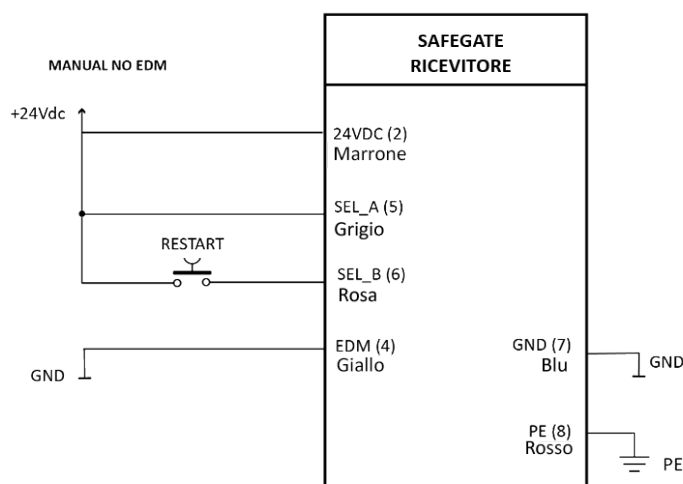 SAFEGATE
RICEVITORE
MANUAL NO EDM
+24Vdc
24VDC (2)
Marrone
SEL_A (5)
Grigio
RESTART
SEL_B (6)
Rosa
EDM (4)
Giallo
GND
GND (7)
Blu
GND
PE (8)
Rosso
PE